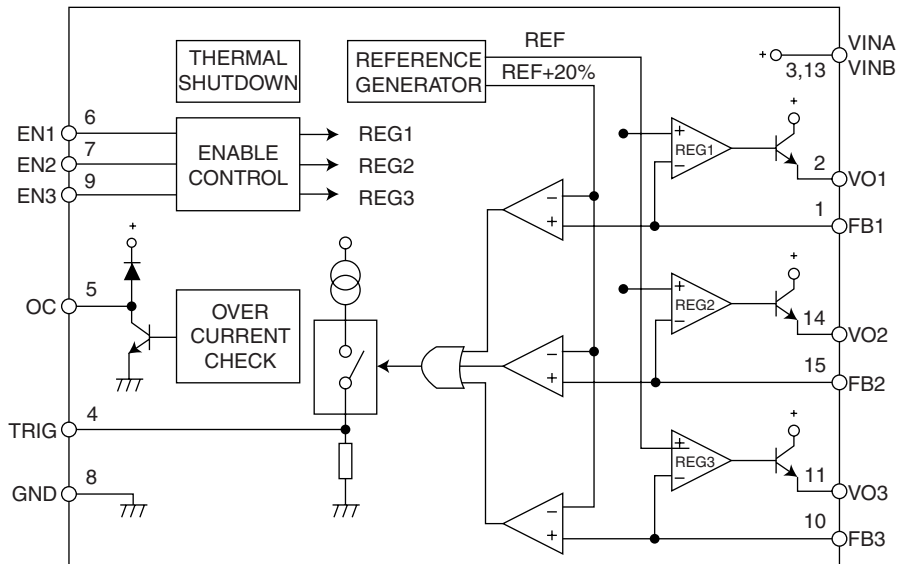 THERMAL
SHUTDOWN
REFERENCE
GENERATOR
REF
REF+20%
+
3,13
VINA
VINB
EN1
6
EN2
7
EN3
9
ENABLE
CONTROL
REG1
REG2
REG3
+
REG1
−
+
2
VO1
1
FB1
−
+
+
OC
5
OVER
CURRENT
CHECK
+
REG2
−
+
14
VO2
15
FB2
−
+
TRIG
4
GND
8
+
REG3
−
+
11
VO3
10
FB3
−
+